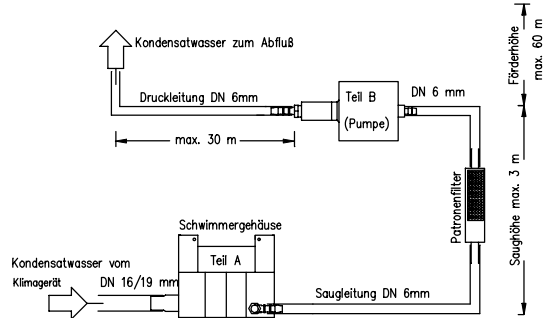 Kondensatwasser zum Abfluß
Förderhöhe
max. 60 m
Druckleitung DN 6mm
Teil B
(Pumpe)
DN 6 mm
max. 30 m
Patronenfilter
Saughöhe max. 3 m
Schwimmergehäuse
Teil A
Kondensatwasser vom
Klimagerät
DN 16/19 mm
Saugleitung DN 6mm